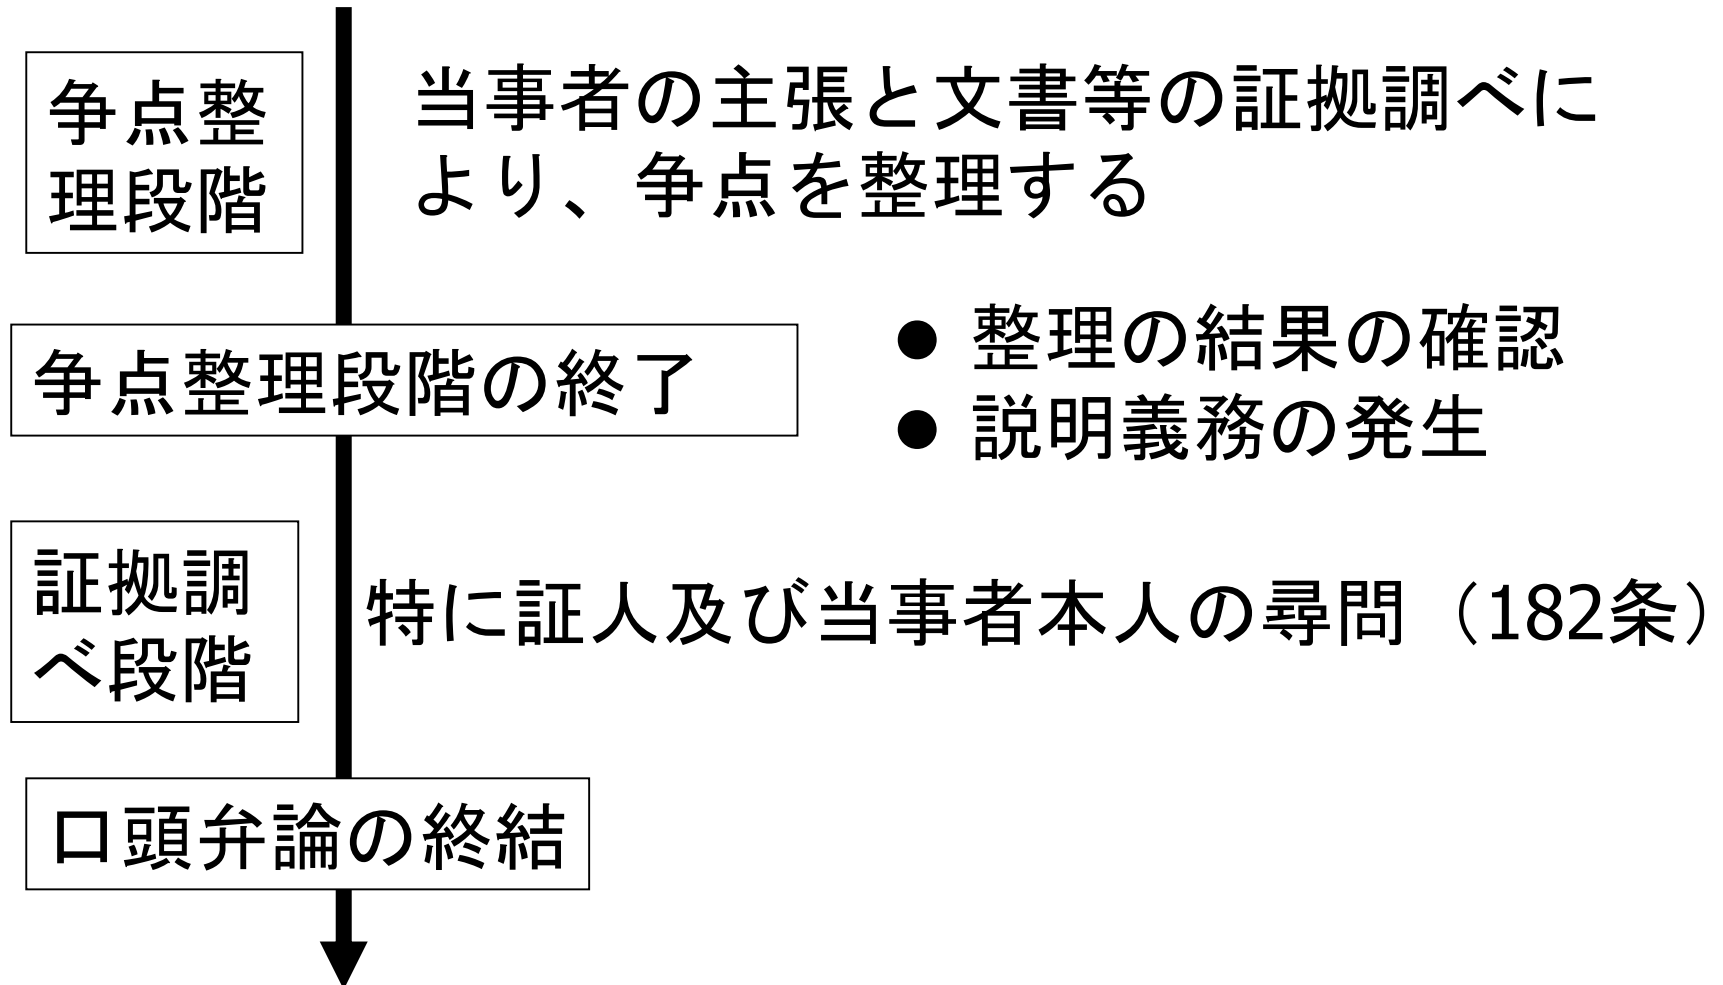 争点整
理段階
当事者の主張と文書等の証拠調べに
より、争点を整理する
争点整理段階の終了
● 整理の結果の確認
● 説明義務の発生
証拠調
べ段階
特に証人及び当事者本人の尋問（182条）
口頭弁論の終結